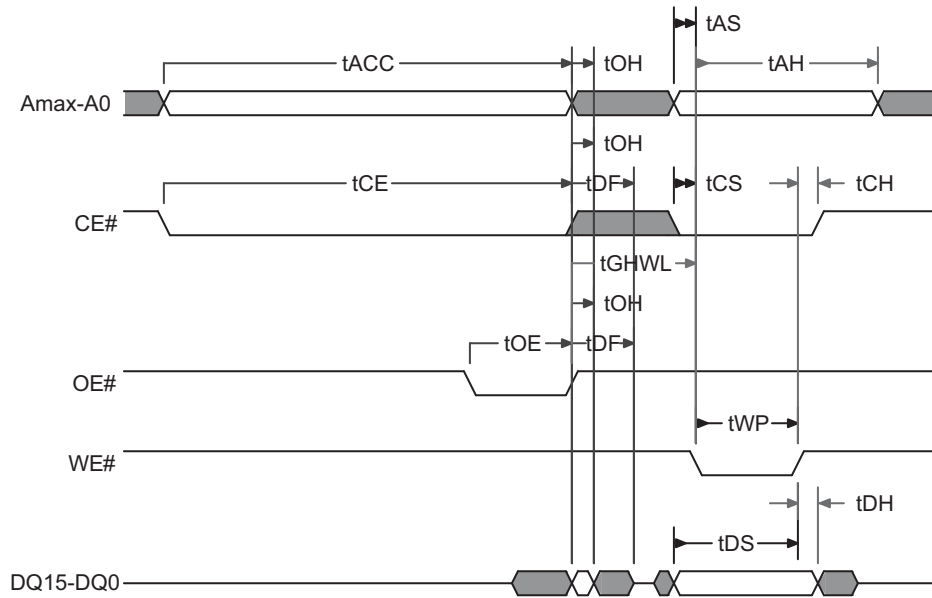 tAS
tACC tOH tAH
Amax-A0
tOH
tCE tDF tCS tCH
CE#
tGHWL
tOH
tOE tDF
OE#
tWP
WE#
tDH
tDS
DQ15-DQ0